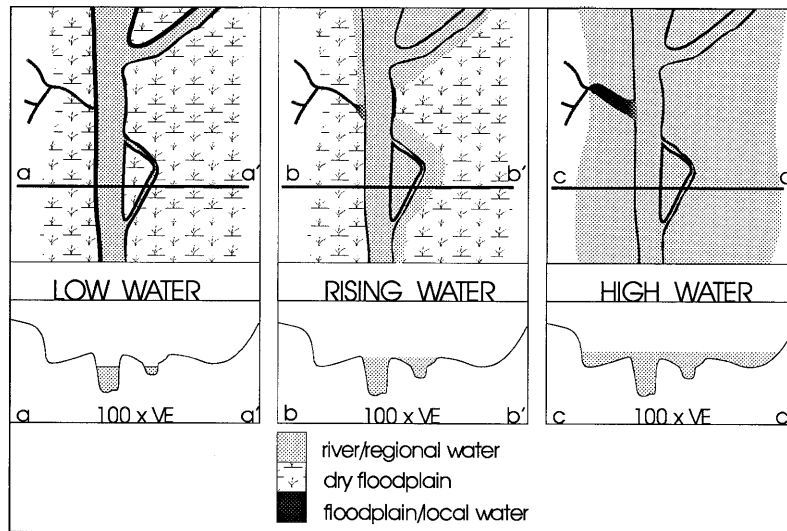 a a'
b b'
c c
LOW WATER
RISING WATER
HIGH WATER
a 100 x VE a'
b 100 x VE b'
c 100 x VE c
river/regional water
dry floodplain
floodplain/local water